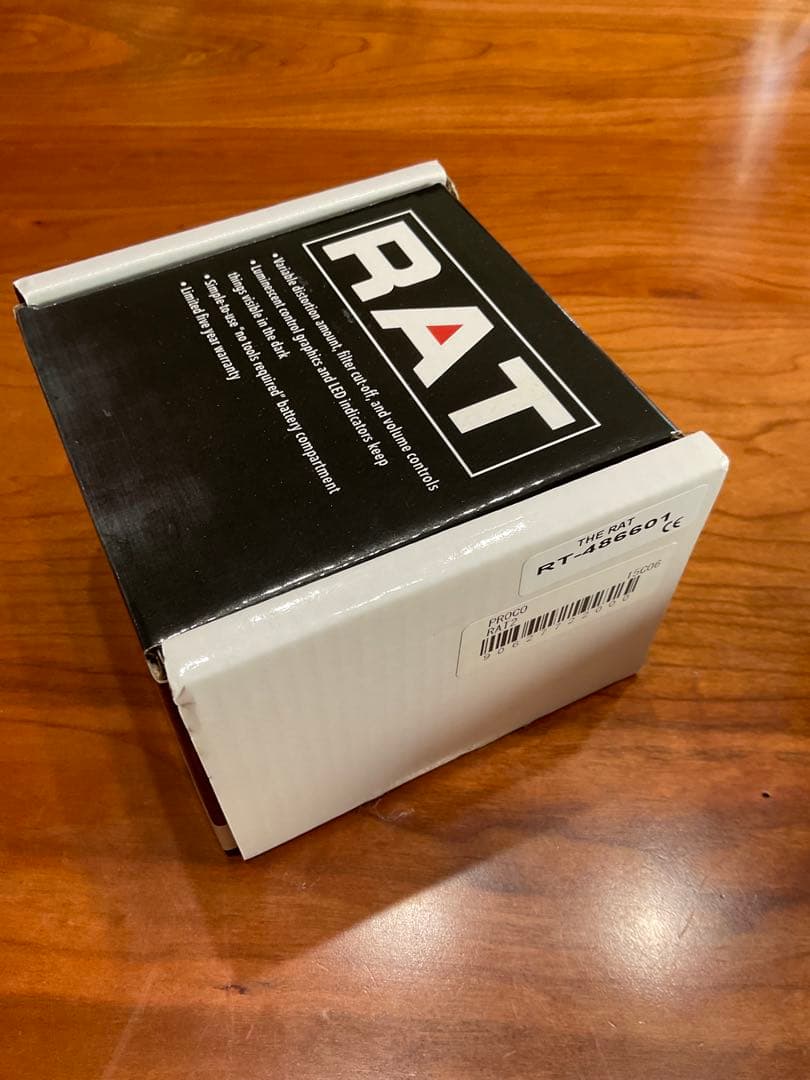 RAT
• Variable distortion amount, filter cut-off, and volume controls
• Luminescent control graphics and LED indicators keep
things visible in the dark
• Simple-to-use "no tools required" battery compartment
• Limited five year warranty
THE RAT
RT-486601 CE
PROCO 15C06
RAT2